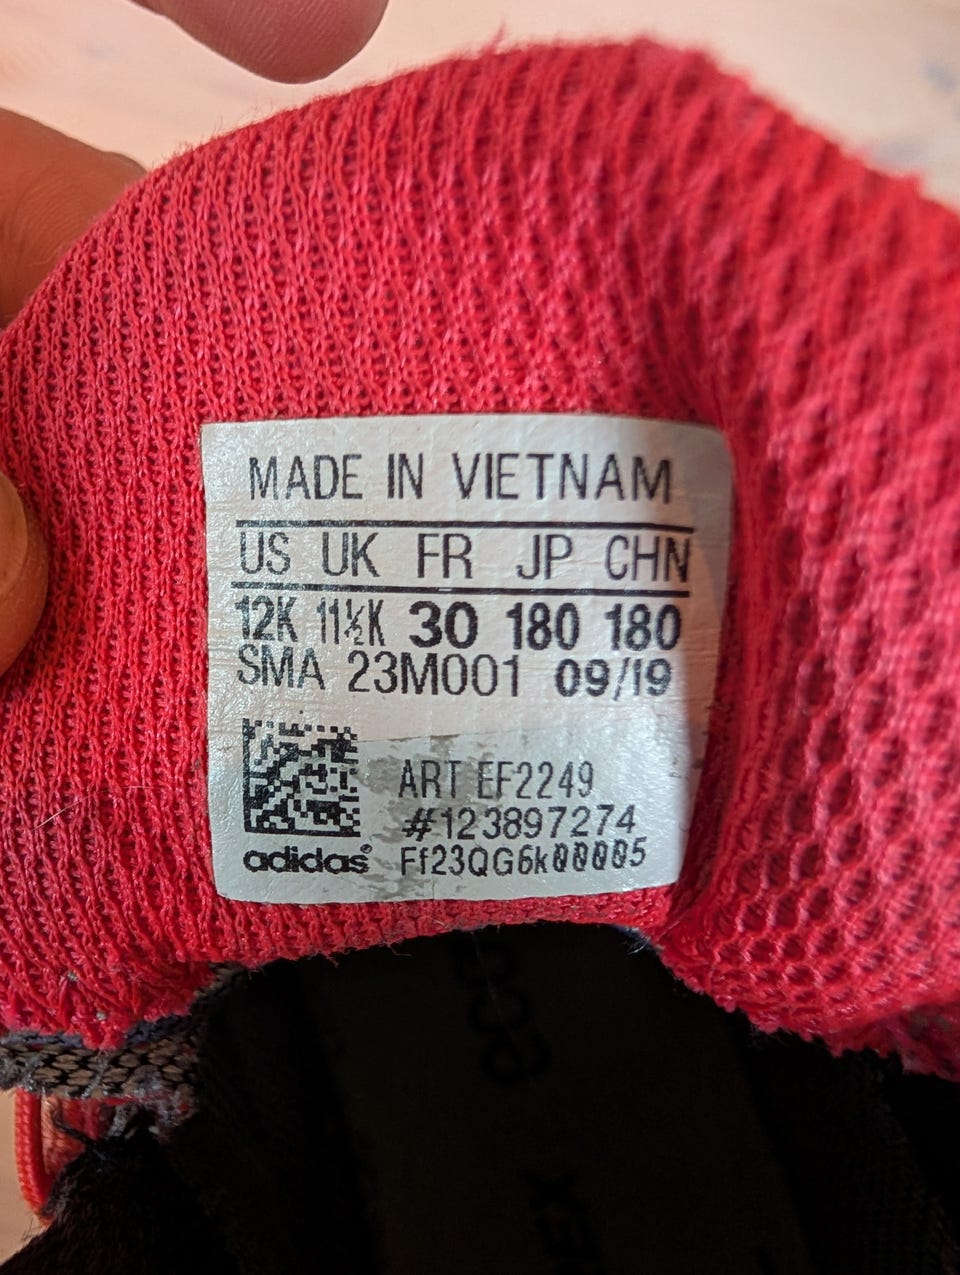 MADE IN VIETNAM
US UK FR JP CHN
12K 11½K 30 180 180
SMA 23M001 09/19
ART EF2249
#123897274
adidas® Ff23QG6k00005
ecco